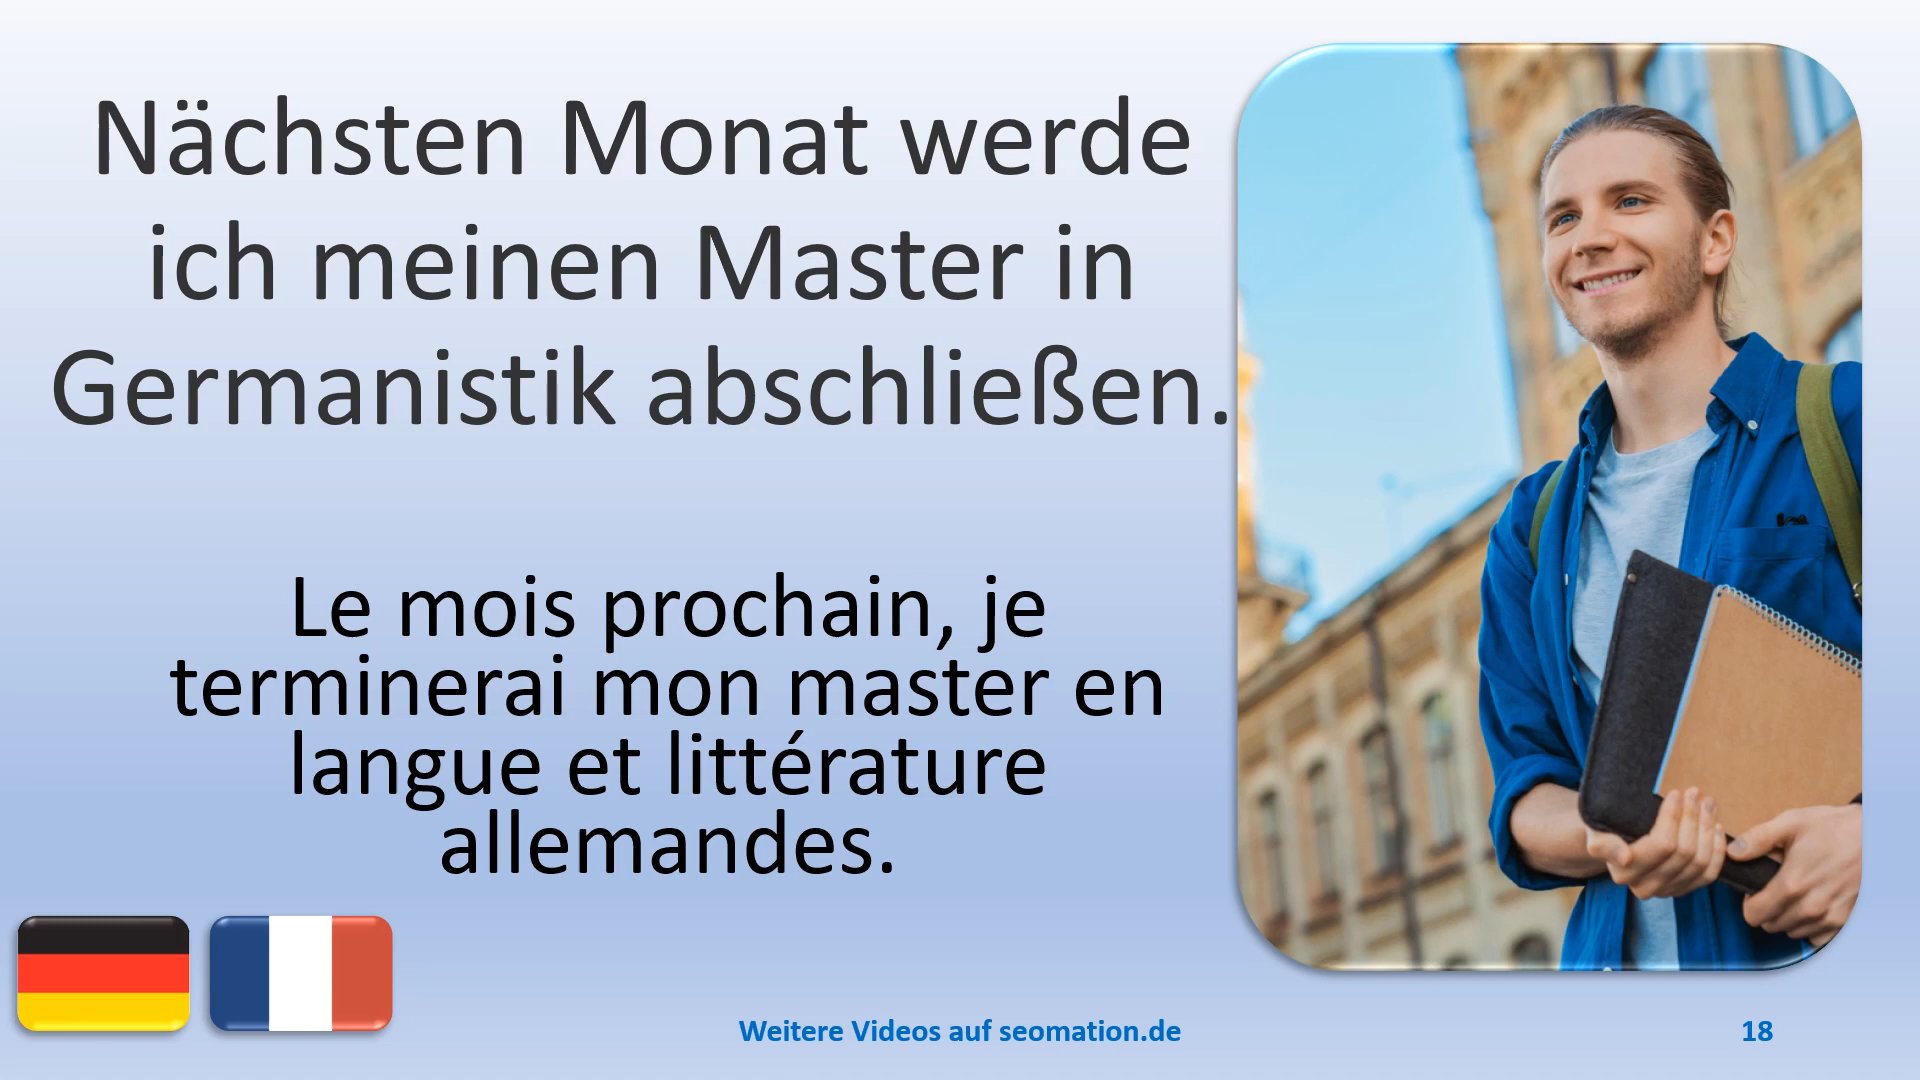 Nächsten Monat werde
ich meinen Master in
Germanistik abschließen.
Le mois prochain, je
terminerai mon master en
langue et littérature
allemandes.
Weitere Videos auf seomation.de
18